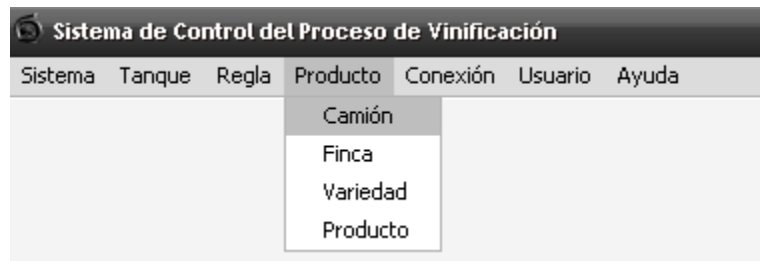 Sistema de Control del Proceso de Vinificación
Sistema Tanque Regla Producto Conexión Usuario Ayuda
Camión
Finca
Variedad
Producto